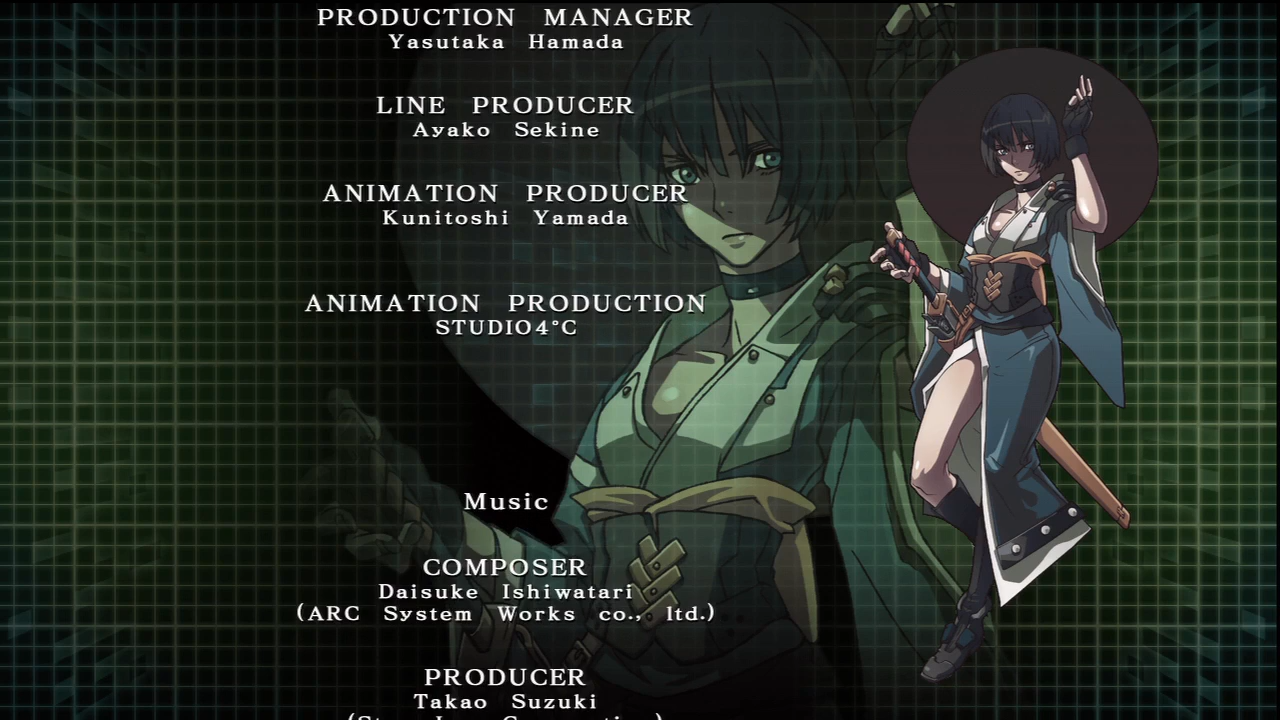 PRODUCTION MANAGER
Yasutaka Hamada
LINE PRODUCER
Ayako Sekine
ANIMATION PRODUCER
Kunitoshi Yamada
ANIMATION PRODUCTION
STUDIO4°C
Music
COMPOSER
Daisuke Ishiwatari
(ARC System Works co., ltd.)
PRODUCER
Takao Suzuki